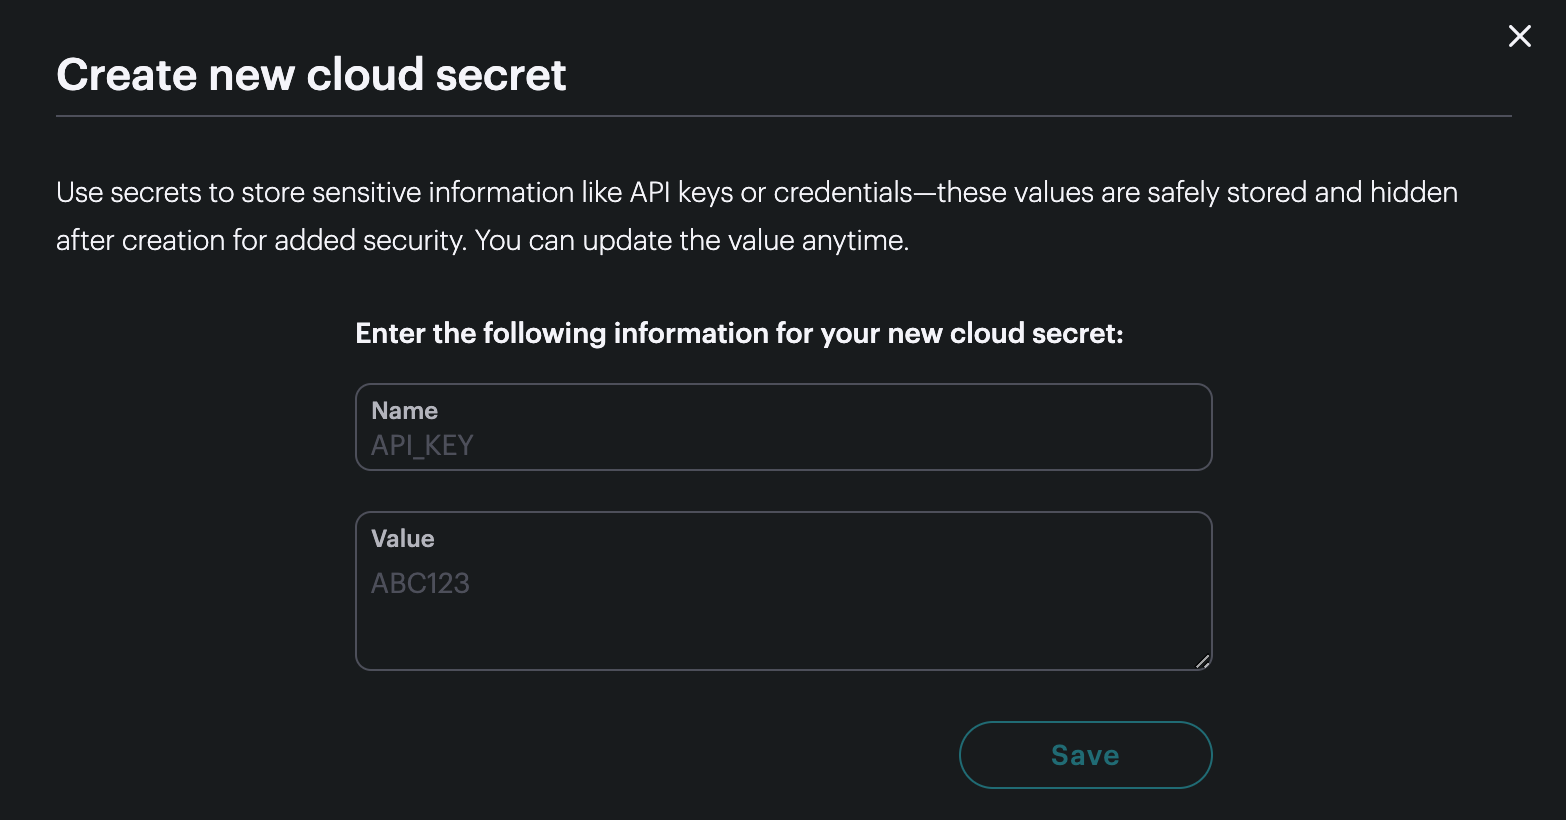 Create new cloud secret
Use secrets to store sensitive information like API keys or credentials—these values are safely stored and hidden
after creation for added security. You can update the value anytime.
Enter the following information for your new cloud secret:
Name
API_KEY
Value
ABC123
Save